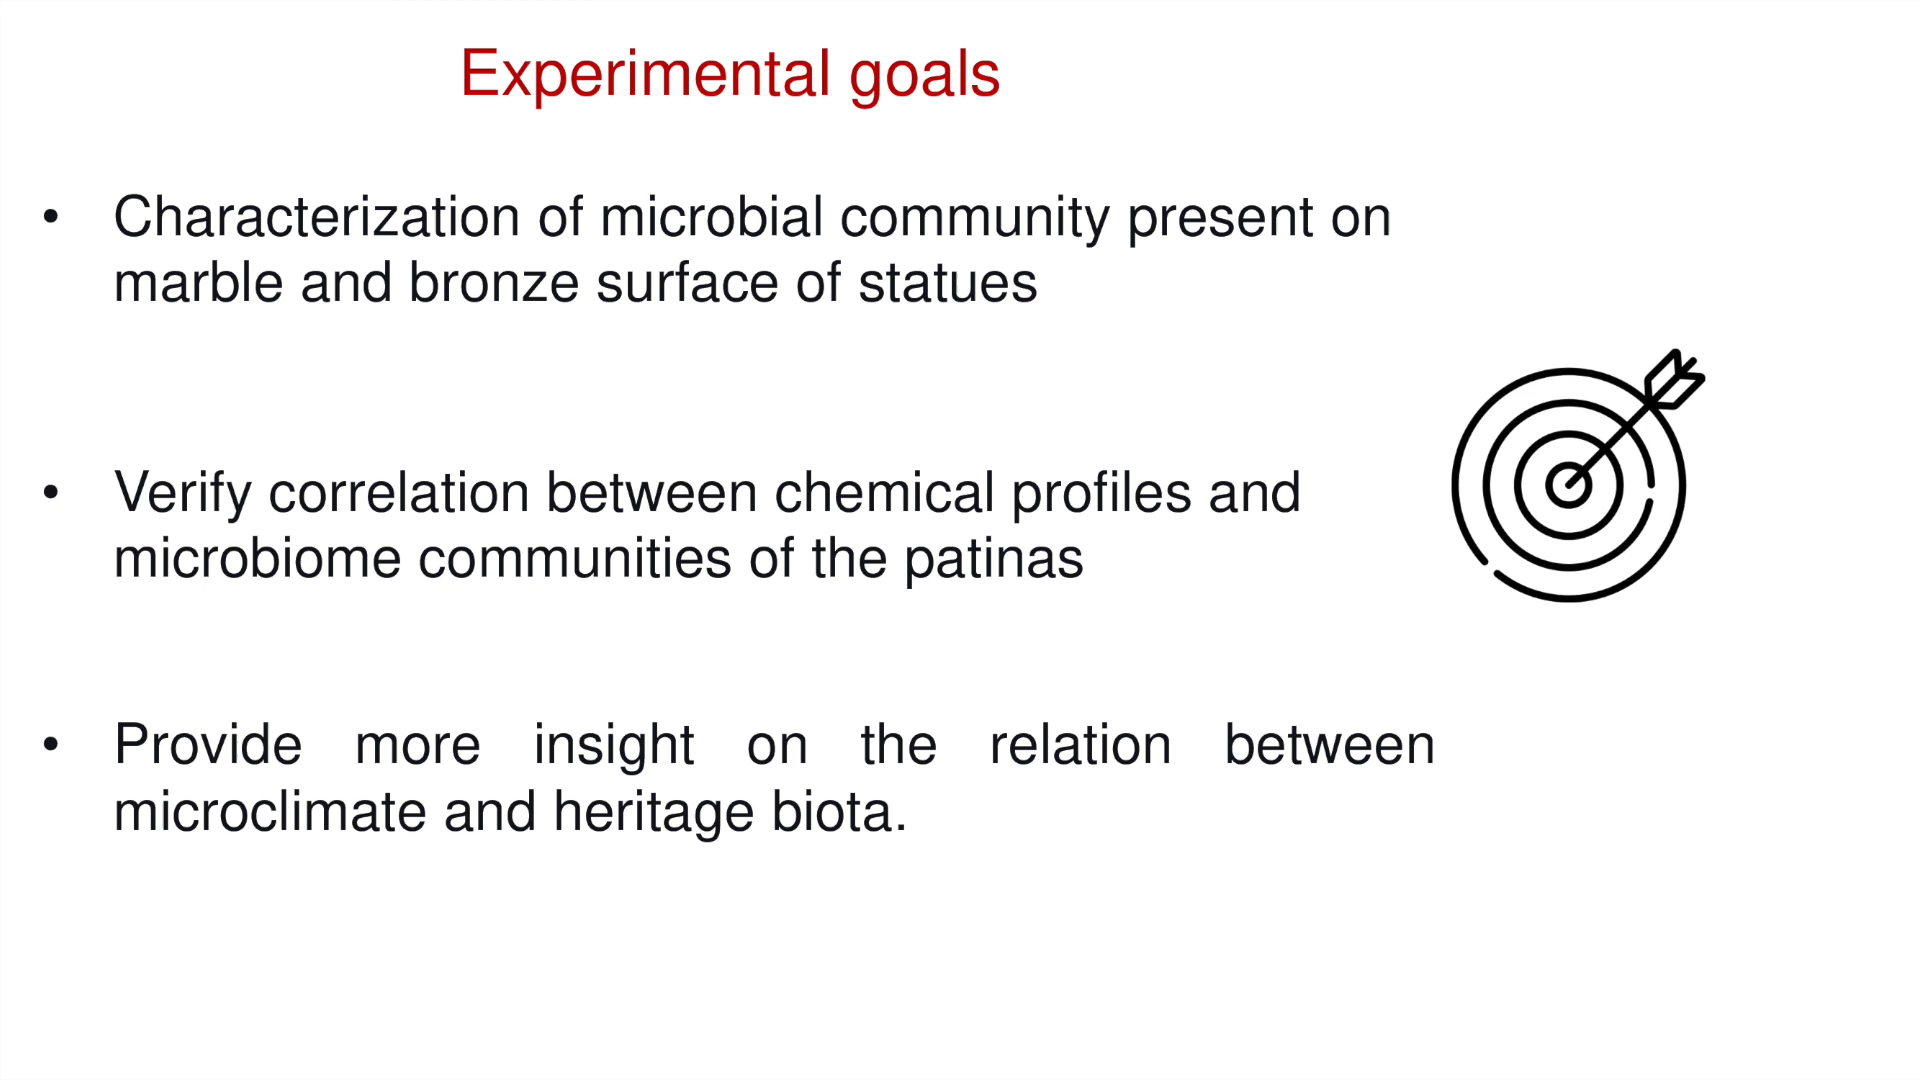 Experimental goals
• Characterization of microbial community present on
marble and bronze surface of statues
• Verify correlation between chemical profiles and
microbiome communities of the patinas
• Provide more insight on the relation between
microclimate and heritage biota.